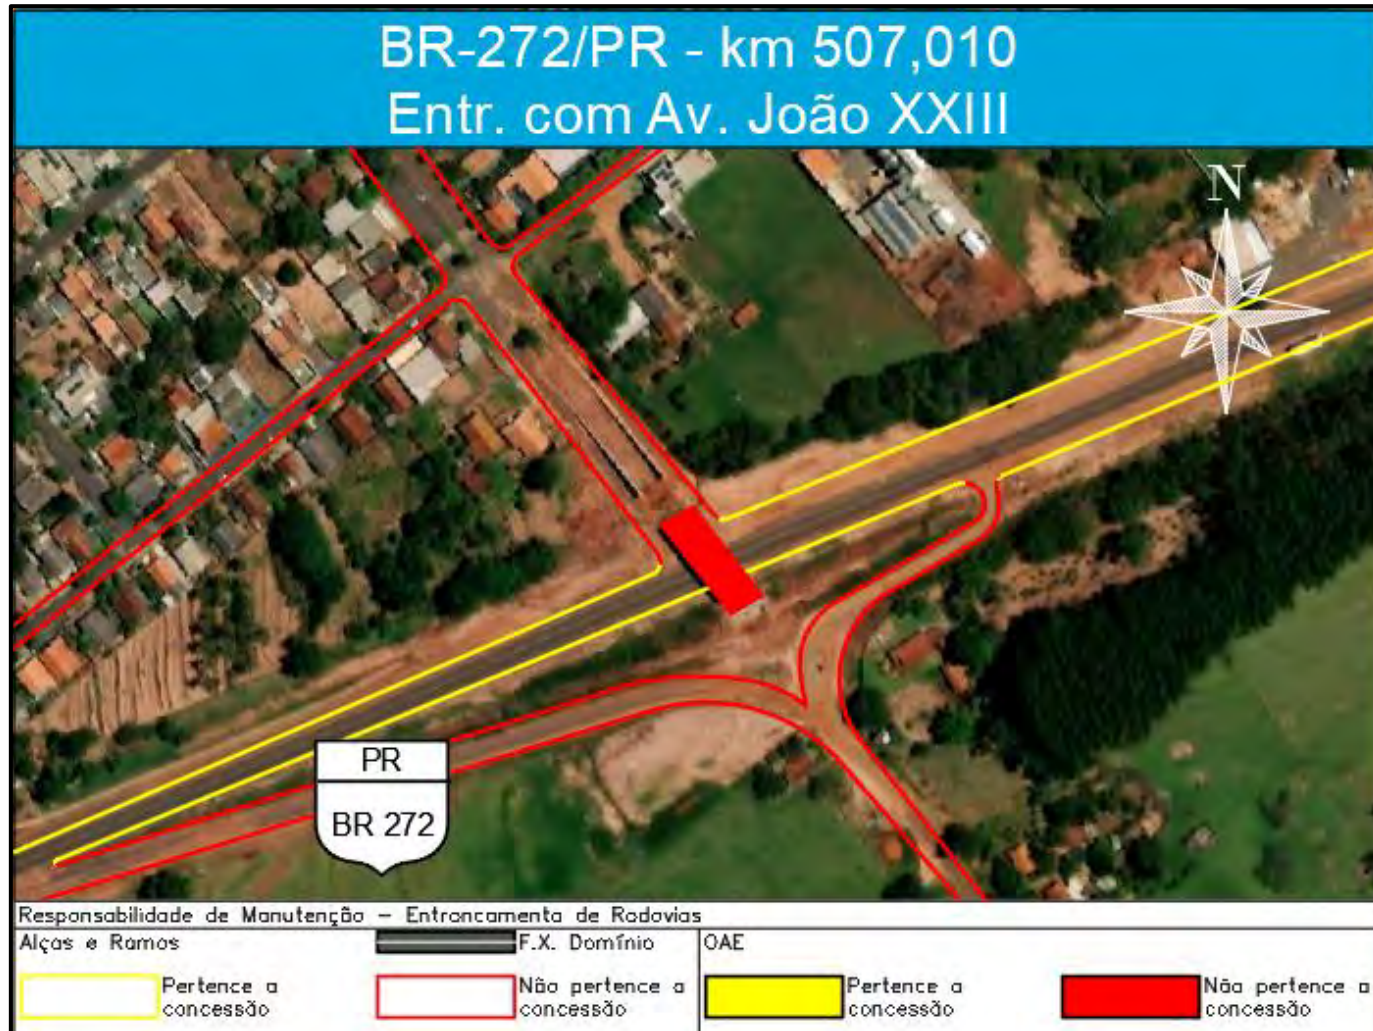 BR-272/PR - km 507,010
Entr. com Av. João XXIII
N
PR
BR 272
Responsabilidade de Manutenção – Entroncamento de Rodovias
Alças e Ramos
F.X. Domínio
OAE
Pertence a
concessão
Não pertence a
concessão
Pertence a
concessão
Não pertence a
concessão